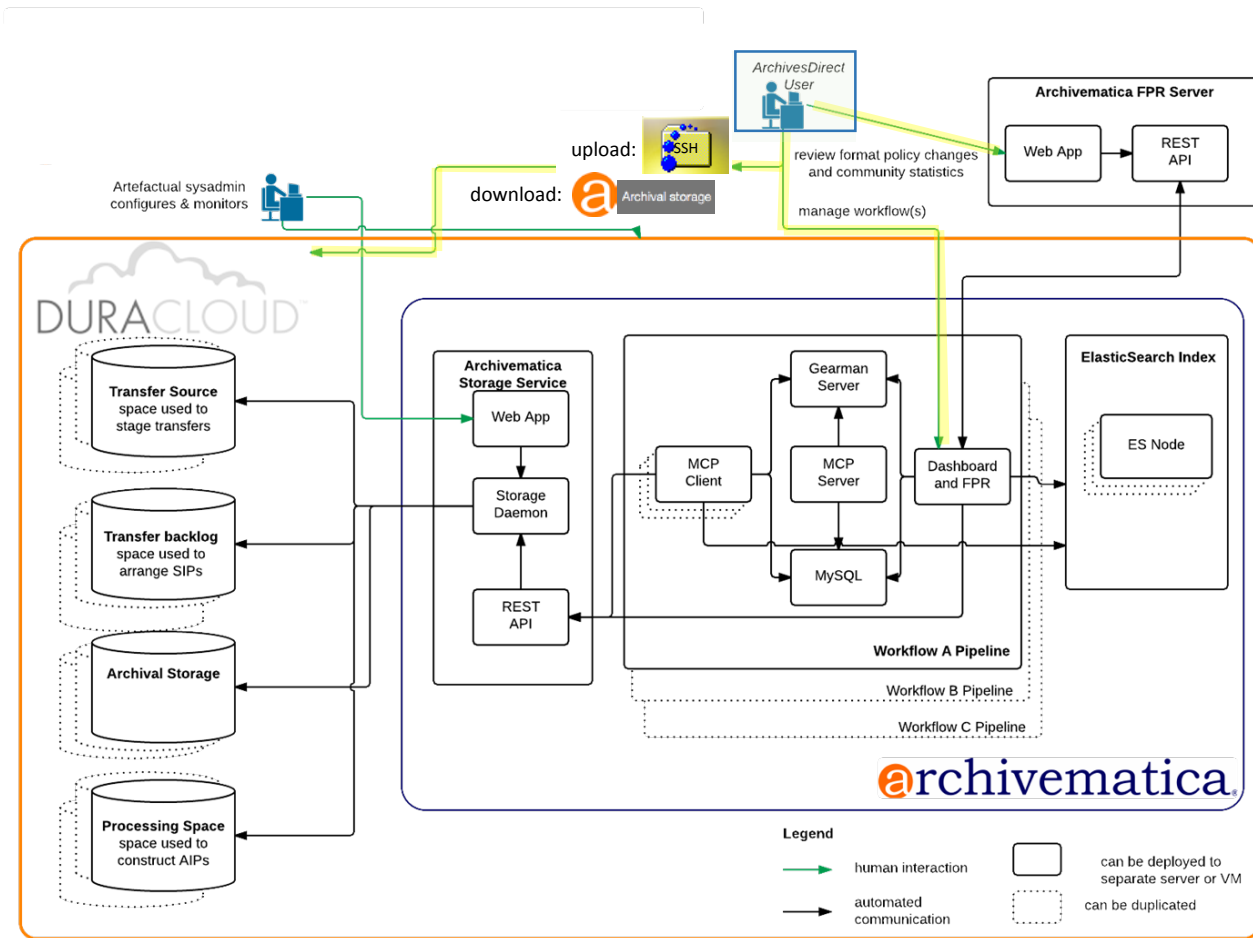 ArchivesDirect
User
Archivematica FPR Server
Web App
REST
API
upload:
SSH
download:
a
Archival storage
review format policy changes
and community statistics
manage workflow(s)
Artefactual sysadmin
configures & monitors
DURACLOUD™
Transfer Source
space used to
stage transfers
Transfer backlog
space used to
arrange SIPs
Archival Storage
Processing Space
space used to
construct AIPs
Archivematica
Storage Service
Web App
Storage
Daemon
REST
API
Gearman
Server
MCP
Client
MCP
Server
Dashboard
and FPR
MySQL
Workflow A Pipeline
Workflow B Pipeline
Workflow C Pipeline
ElasticSearch Index
ES Node
archivematica®
Legend
human interaction
automated
communication
can be deployed to
separate server or VM
can be duplicated